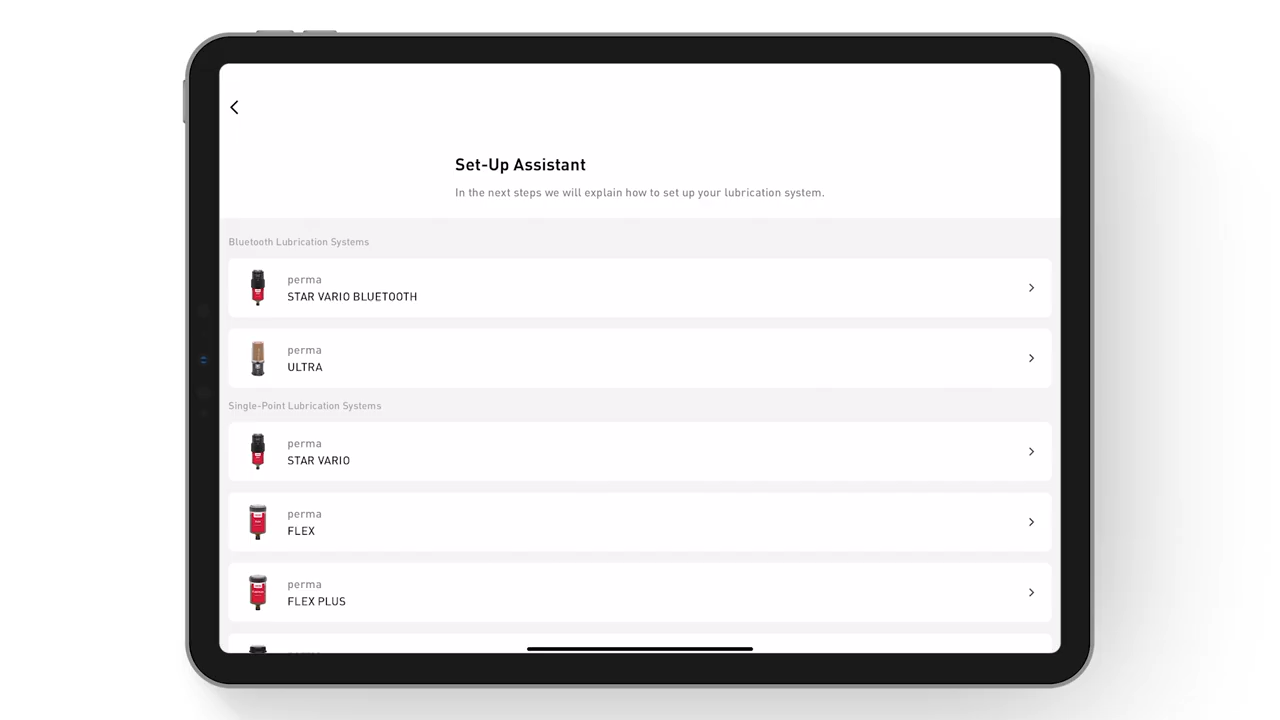 Set-Up Assistant
In the next steps we will explain how to set up your lubrication system.
Bluetooth Lubrication Systems
perma
STAR VARIO BLUETOOTH
perma
ULTRA
Single-Point Lubrication Systems
perma
STAR VARIO
perma
FLEX
perma
FLEX PLUS